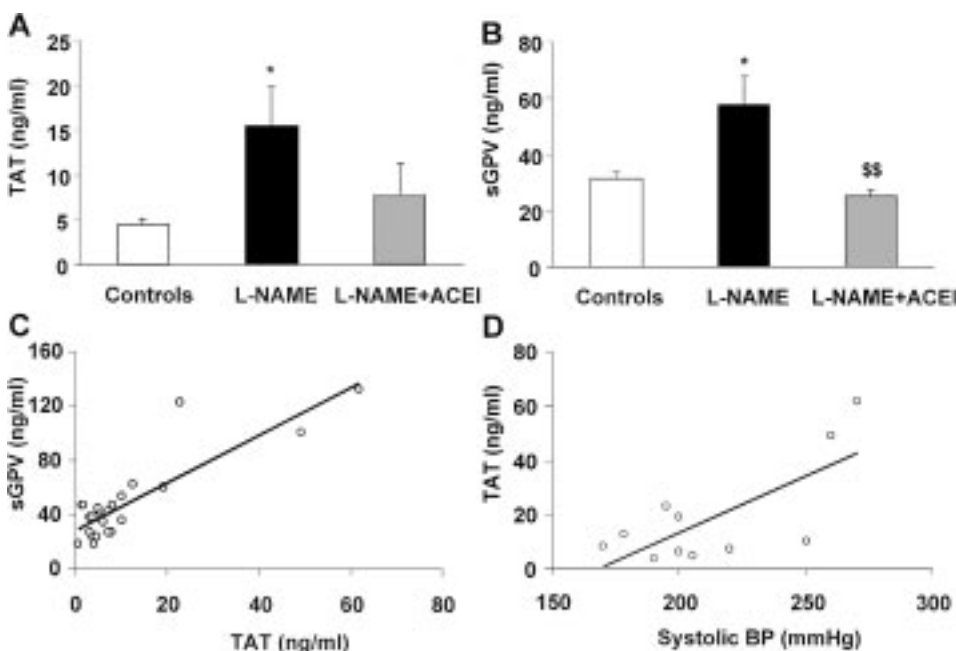 A
TAT (ng/ml)
25
20
15
10
5
0
*
Controls L-NAME L-NAME+ACEI
B
sGPV (ng/ml)
80
60
40
20
0
*
$$
Controls L-NAME L-NAME+ACEI
C
sGPV (ng/ml)
160
120
80
40
0
0 20 40 60 80
TAT (ng/ml)
D
TAT (ng/ml)
80
60
40
20
0
150 200 250 300
Systolic BP (mmHg)